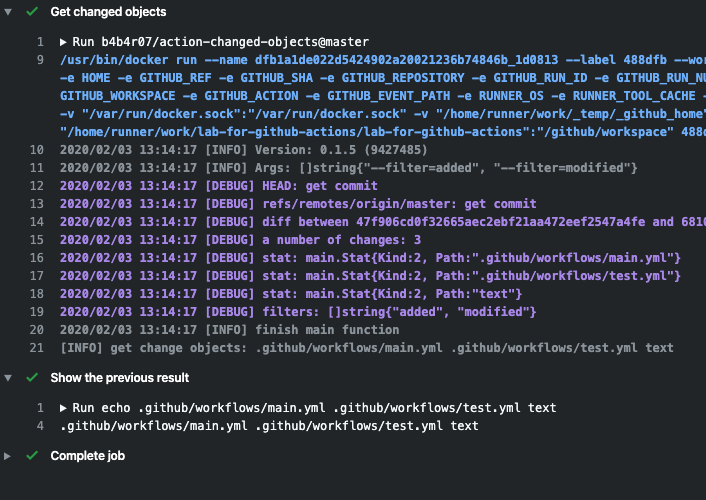 Get changed objects
1 Run b4b4r07/action-changed-objects@master
9 /usr/bin/docker run --name dfb1a1de022d5424902a20021236b74846b_1d0813 --label 488dfb --wor
-e HOME -e GITHUB_REF -e GITHUB_SHA -e GITHUB_REPOSITORY -e GITHUB_RUN_ID -e GITHUB_RUN_NU
GITHUB_WORKSPACE -e GITHUB_ACTION -e GITHUB_EVENT_PATH -e RUNNER_OS -e RUNNER_TOOL_CACHE -
-v "/var/run/docker.sock":"/var/run/docker.sock" -v "/home/runner/work/_temp/_github_home"
"/home/runner/work/lab-for-github-actions/lab-for-github-actions":"/github/workspace" 488d
10 2020/02/03 13:14:17 [INFO] Version: 0.1.5 (9427485)
11 2020/02/03 13:14:17 [INFO] Args: []string{"--filter=added", "--filter=modified"}
12 2020/02/03 13:14:17 [DEBUG] HEAD: get commit
13 2020/02/03 13:14:17 [DEBUG] refs/remotes/origin/master: get commit
14 2020/02/03 13:14:17 [DEBUG] diff between 47f906cd0f32665aec2ebf21aa472eef2547a4fe and 6810
15 2020/02/03 13:14:17 [DEBUG] a number of changes: 3
16 2020/02/03 13:14:17 [DEBUG] stat: main.Stat{Kind:2, Path:".github/workflows/main.yml"}
17 2020/02/03 13:14:17 [DEBUG] stat: main.Stat{Kind:2, Path:".github/workflows/test.yml"}
18 2020/02/03 13:14:17 [DEBUG] stat: main.Stat{Kind:2, Path:"text"}
19 2020/02/03 13:14:17 [DEBUG] filters: []string{"added", "modified"}
20 2020/02/03 13:14:17 [INFO] finish main function
21 [INFO] get change objects: .github/workflows/main.yml .github/workflows/test.yml text
Show the previous result
1 Run echo .github/workflows/main.yml .github/workflows/test.yml text
4 .github/workflows/main.yml .github/workflows/test.yml text
Complete job